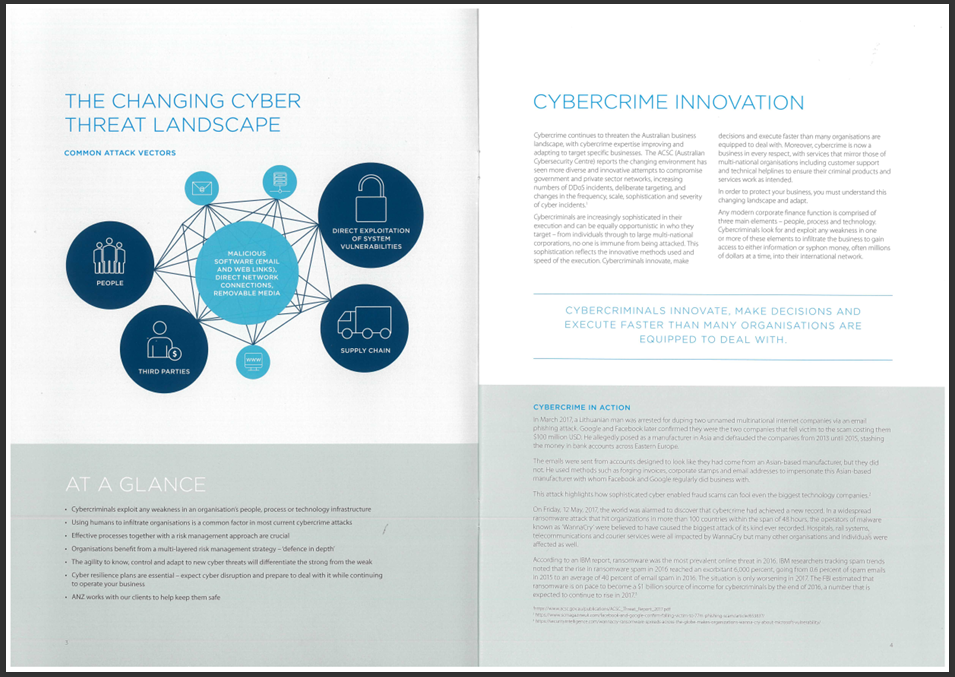 THE CHANGING CYBER
THREAT LANDSCAPE
COMMON ATTACK VECTORS
PEOPLE
THIRD PARTIES
MALICIOUS
SOFTWARE (EMAIL
AND WEB LINKS),
DIRECT NETWORK
CONNECTIONS,
REMOVABLE MEDIA
WWW
$
DIRECT EXPLOITATION
OF SYSTEM
VULNERABILITIES
SUPPLY CHAIN
AT A GLANCE
• Cybercriminals exploit any weakness in an organisation's people, process or technology infrastructure
• Using humans to infiltrate organisations is a common factor in most current cybercrime attacks
• Effective processes together with a risk management approach are crucial
• Organisations benefit from a multi-layered risk management strategy – 'defence in depth'
• The agility to know, control and adapt to new cyber threats will differentiate the strong from the weak
• Cyber resilience plans are essential – expect cyber disruption and prepare to deal with it while continuing
to operate your business
• ANZ works with our clients to help keep them safe
3
CYBERCRIME INNOVATION
Cybercrime continues to threaten the Australian business
landscape, with cybercrime expertise improving and
adapting to target specific businesses. The ACSC (Australian
Cybersecurity Centre) reports the changing environment has
seen more diverse and innovative attempts to compromise
government and private sector networks, increasing
numbers of DDoS incidents, deliberate targeting, and
changes in the frequency, scale, sophistication and severity
of cyber incidents.¹
Cybercriminals are increasingly sophisticated in their
execution and can be equally opportunistic in who they
target – from individuals through to large multi-national
corporations, no one is immune from being attacked. This
sophistication reflects the innovative methods used and
speed of the execution. Cybercriminals innovate, make
decisions and execute faster than many organisations are
equipped to deal with. Moreover, cybercrime is now a
business in every respect, with services that mirror those of
multi-national organisations including customer support
and technical helplines to ensure their criminal products and
services work as intended.
In order to protect your business, you must understand this
changing landscape and adapt.
Any modern corporate finance function is comprised of
three main elements – people, process and technology.
Cybercriminals look for and exploit any weakness in one
or more of these elements to infiltrate the business to gain
access to either information or syphon money, often millions
of dollars at a time, into their international network.
CYBERCRIMINALS INNOVATE, MAKE DECISIONS AND
EXECUTE FASTER THAN MANY ORGANISATIONS ARE
EQUIPPED TO DEAL WITH.
CYBERCRIME IN ACTION
In March 2017, a Lithuanian man was arrested for duping two unnamed multinational internet companies via an email
phishing attack. Google and Facebook later confirmed they were the two companies that fell victim to the scam costing them
$100 million USD. He allegedly posed as a manufacturer in Asia and defrauded the companies from 2013 until 2015, stashing
the money in bank accounts across Eastern Europe.
The emails were sent from accounts designed to look like they had come from an Asian-based manufacturer, but they did
not. He used methods such as forging invoices, corporate stamps and email addresses to impersonate this Asian-based
manufacturer with whom Facebook and Google regularly did business with.
This attack highlights how sophisticated cyber enabled fraud scams can fool even the biggest technology companies.²
On Friday, 12 May, 2017, the world was alarmed to discover that cybercrime had achieved a new record. In a widespread
ransomware attack that hit organizations in more than 100 countries within the span of 48 hours, the operators of malware
known as 'WannaCry' were believed to have caused the biggest attack of its kind ever recorded. Hospitals, rail systems,
telecommunications and courier services were all impacted by WannaCry but many other organisations and individuals were
affected as well.
According to an IBM report, ransomware was the most prevalent online threat in 2016. IBM researchers tracking spam trends
noted that the rise in ransomware spam in 2016 reached an exorbitant 6,000 percent, going from 0.6 percent of spam emails
in 2015 to an average of 40 percent of email spam in 2016. The situation is only worsening in 2017. The FBI estimated that
ransomware is on pace to become a $1 billion source of income for cybercriminals by the end of 2016, a number that is
expected to continue to rise in 2017.³
4